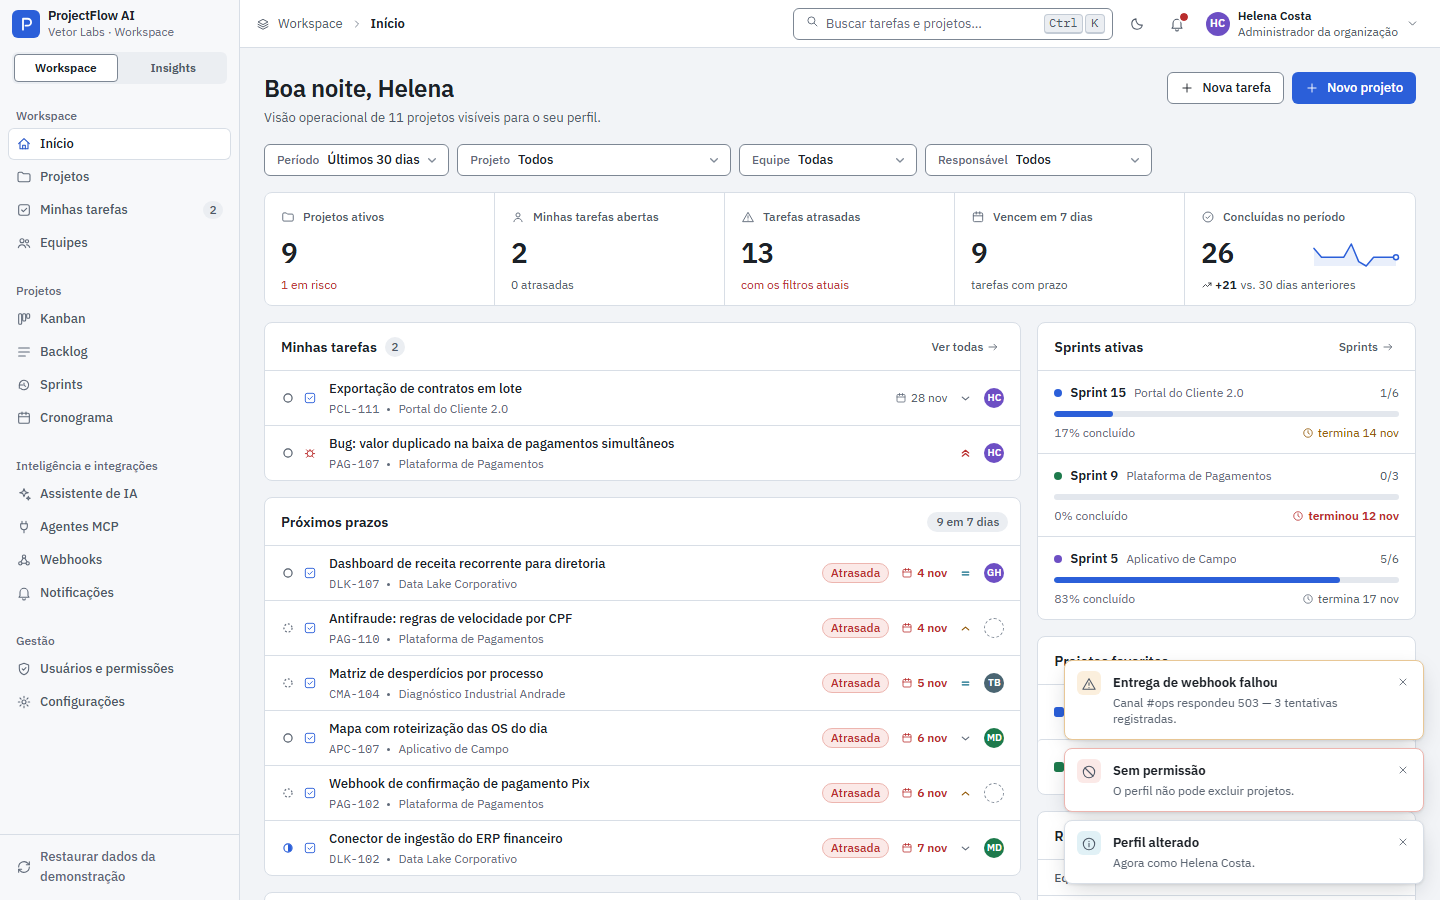 ProjectFlow AI
Vetor Labs · Workspace
Workspace
Insights
Workspace
Início
Projetos
Minhas tarefas
2
Equipes
Projetos
Kanban
Backlog
Sprints
Cronograma
Inteligência e integrações
Assistente de IA
Agentes MCP
Webhooks
Notificações
Gestão
Usuários e permissões
Configurações
Restaurar dados da
demonstração
Workspace > Início
Buscar tarefas e projetos...
Ctrl K
HC
Helena Costa
Administrador da organização
Boa noite, Helena
Visão operacional de 11 projetos visíveis para o seu perfil.
Nova tarefa
Novo projeto
Período Últimos 30 dias
Projeto Todos
Equipe Todas
Responsável Todos
Projetos ativos
9
1 em risco
Minhas tarefas abertas
2
0 atrasadas
Tarefas atrasadas
13
com os filtros atuais
Vencem em 7 dias
9
tarefas com prazo
Concluídas no período
26
+21 vs. 30 dias anteriores
Minhas tarefas 2
Ver todas →
Exportação de contratos em lote
PCL-111 • Portal do Cliente 2.0
28 nov
HC
Bug: valor duplicado na baixa de pagamentos simultâneos
PAG-107 • Plataforma de Pagamentos
HC
Próximos prazos
9 em 7 dias
Dashboard de receita recorrente para diretoria
DLK-107 • Data Lake Corporativo
Atrasada 4 nov = GH
Antifraude: regras de velocidade por CPF
PAG-110 • Plataforma de Pagamentos
Atrasada 4 nov
Matriz de desperdícios por processo
CMA-104 • Diagnóstico Industrial Andrade
Atrasada 5 nov = TB
Mapa com roteirização das OS do dia
APC-107 • Aplicativo de Campo
Atrasada 6 nov MD
Webhook de confirmação de pagamento Pix
PAG-102 • Plataforma de Pagamentos
Atrasada 6 nov
Conector de ingestão do ERP financeiro
DLK-102 • Data Lake Corporativo
Atrasada 7 nov MD
Sprints ativas
Sprints →
Sprint 15 Portal do Cliente 2.0 1/6
17% concluído
termina 14 nov
Sprint 9 Plataforma de Pagamentos 0/3
0% concluído
terminou 12 nov
Sprint 5 Aplicativo de Campo 5/6
83% concluído
termina 17 nov
Projetos favoritos
Entrega de webhook falhou
Canal #ops respondeu 503 — 3 tentativas
registradas.
Sem permissão
O perfil não pode excluir projetos.
Perfil alterado
Agora como Helena Costa.